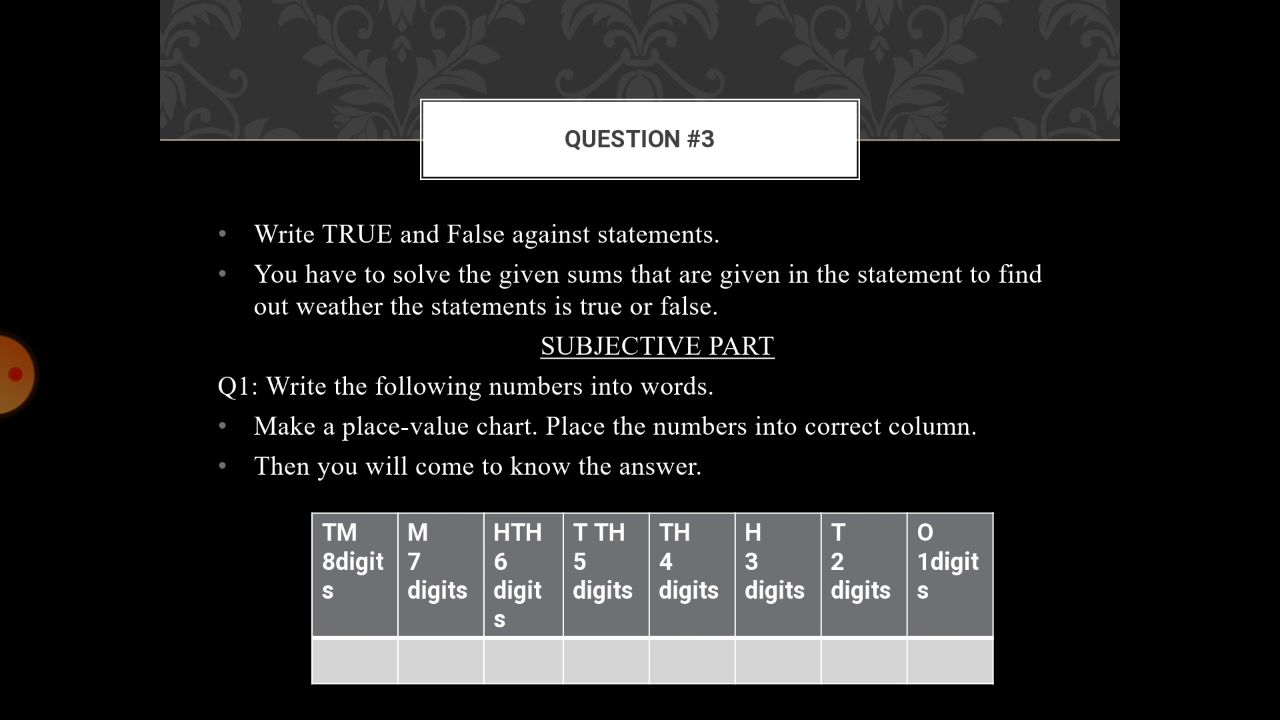 QUESTION #3
• Write TRUE and False against statements.
• You have to solve the given sums that are given in the statement to find
out weather the statements is true or false.
SUBJECTIVE PART
Q1: Write the following numbers into words.
• Make a place-value chart. Place the numbers into correct column.
• Then you will come to know the answer.
TM M HTH T TH TH H T O
8digit 7 6 5 4 3 2 1digit
s digits digit digits digits digits digits s
s